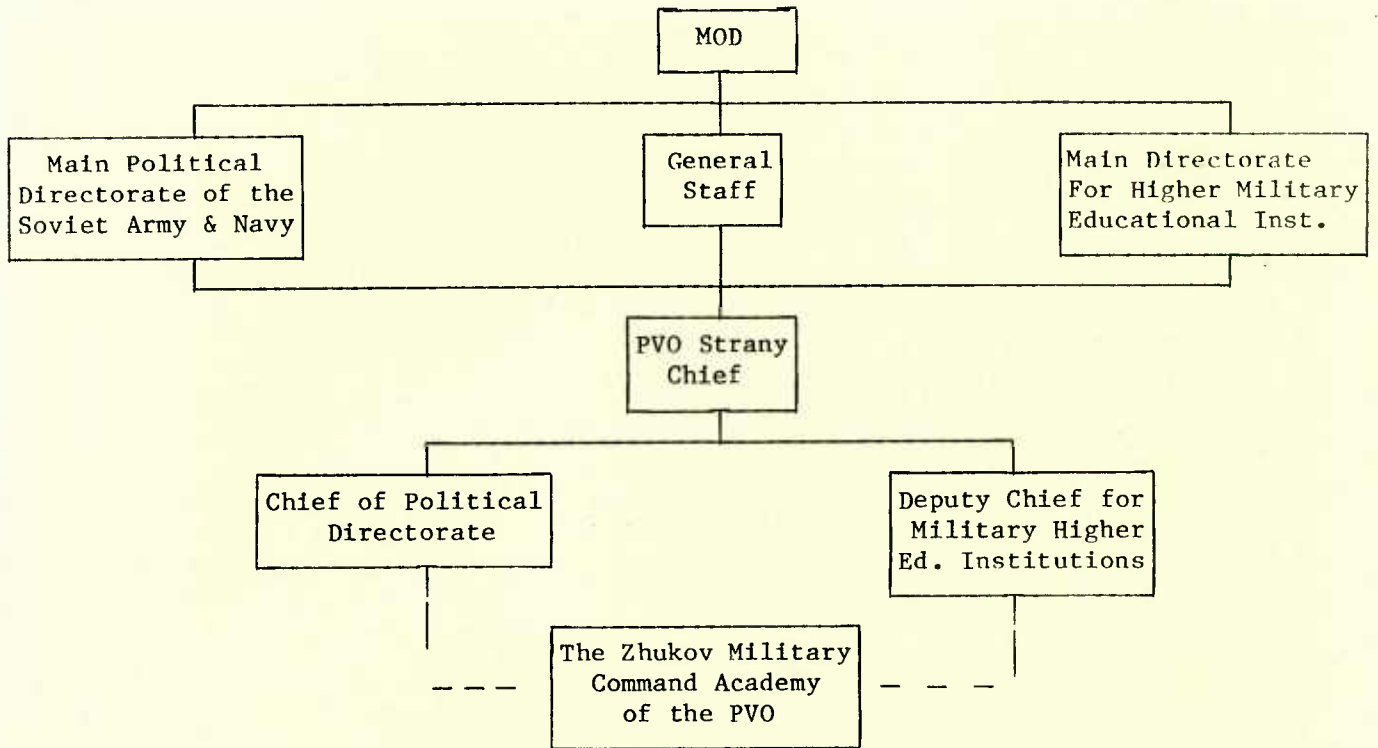 MOD
Main Political
Directorate of the
Soviet Army & Navy
General
Staff
Main Directorate
For Higher Military
Educational Inst.
PVO Strany
Chief
Chief of Political
Directorate
Deputy Chief for
Military Higher
Ed. Institutions
The Zhukov Military
Command Academy
of the PVO